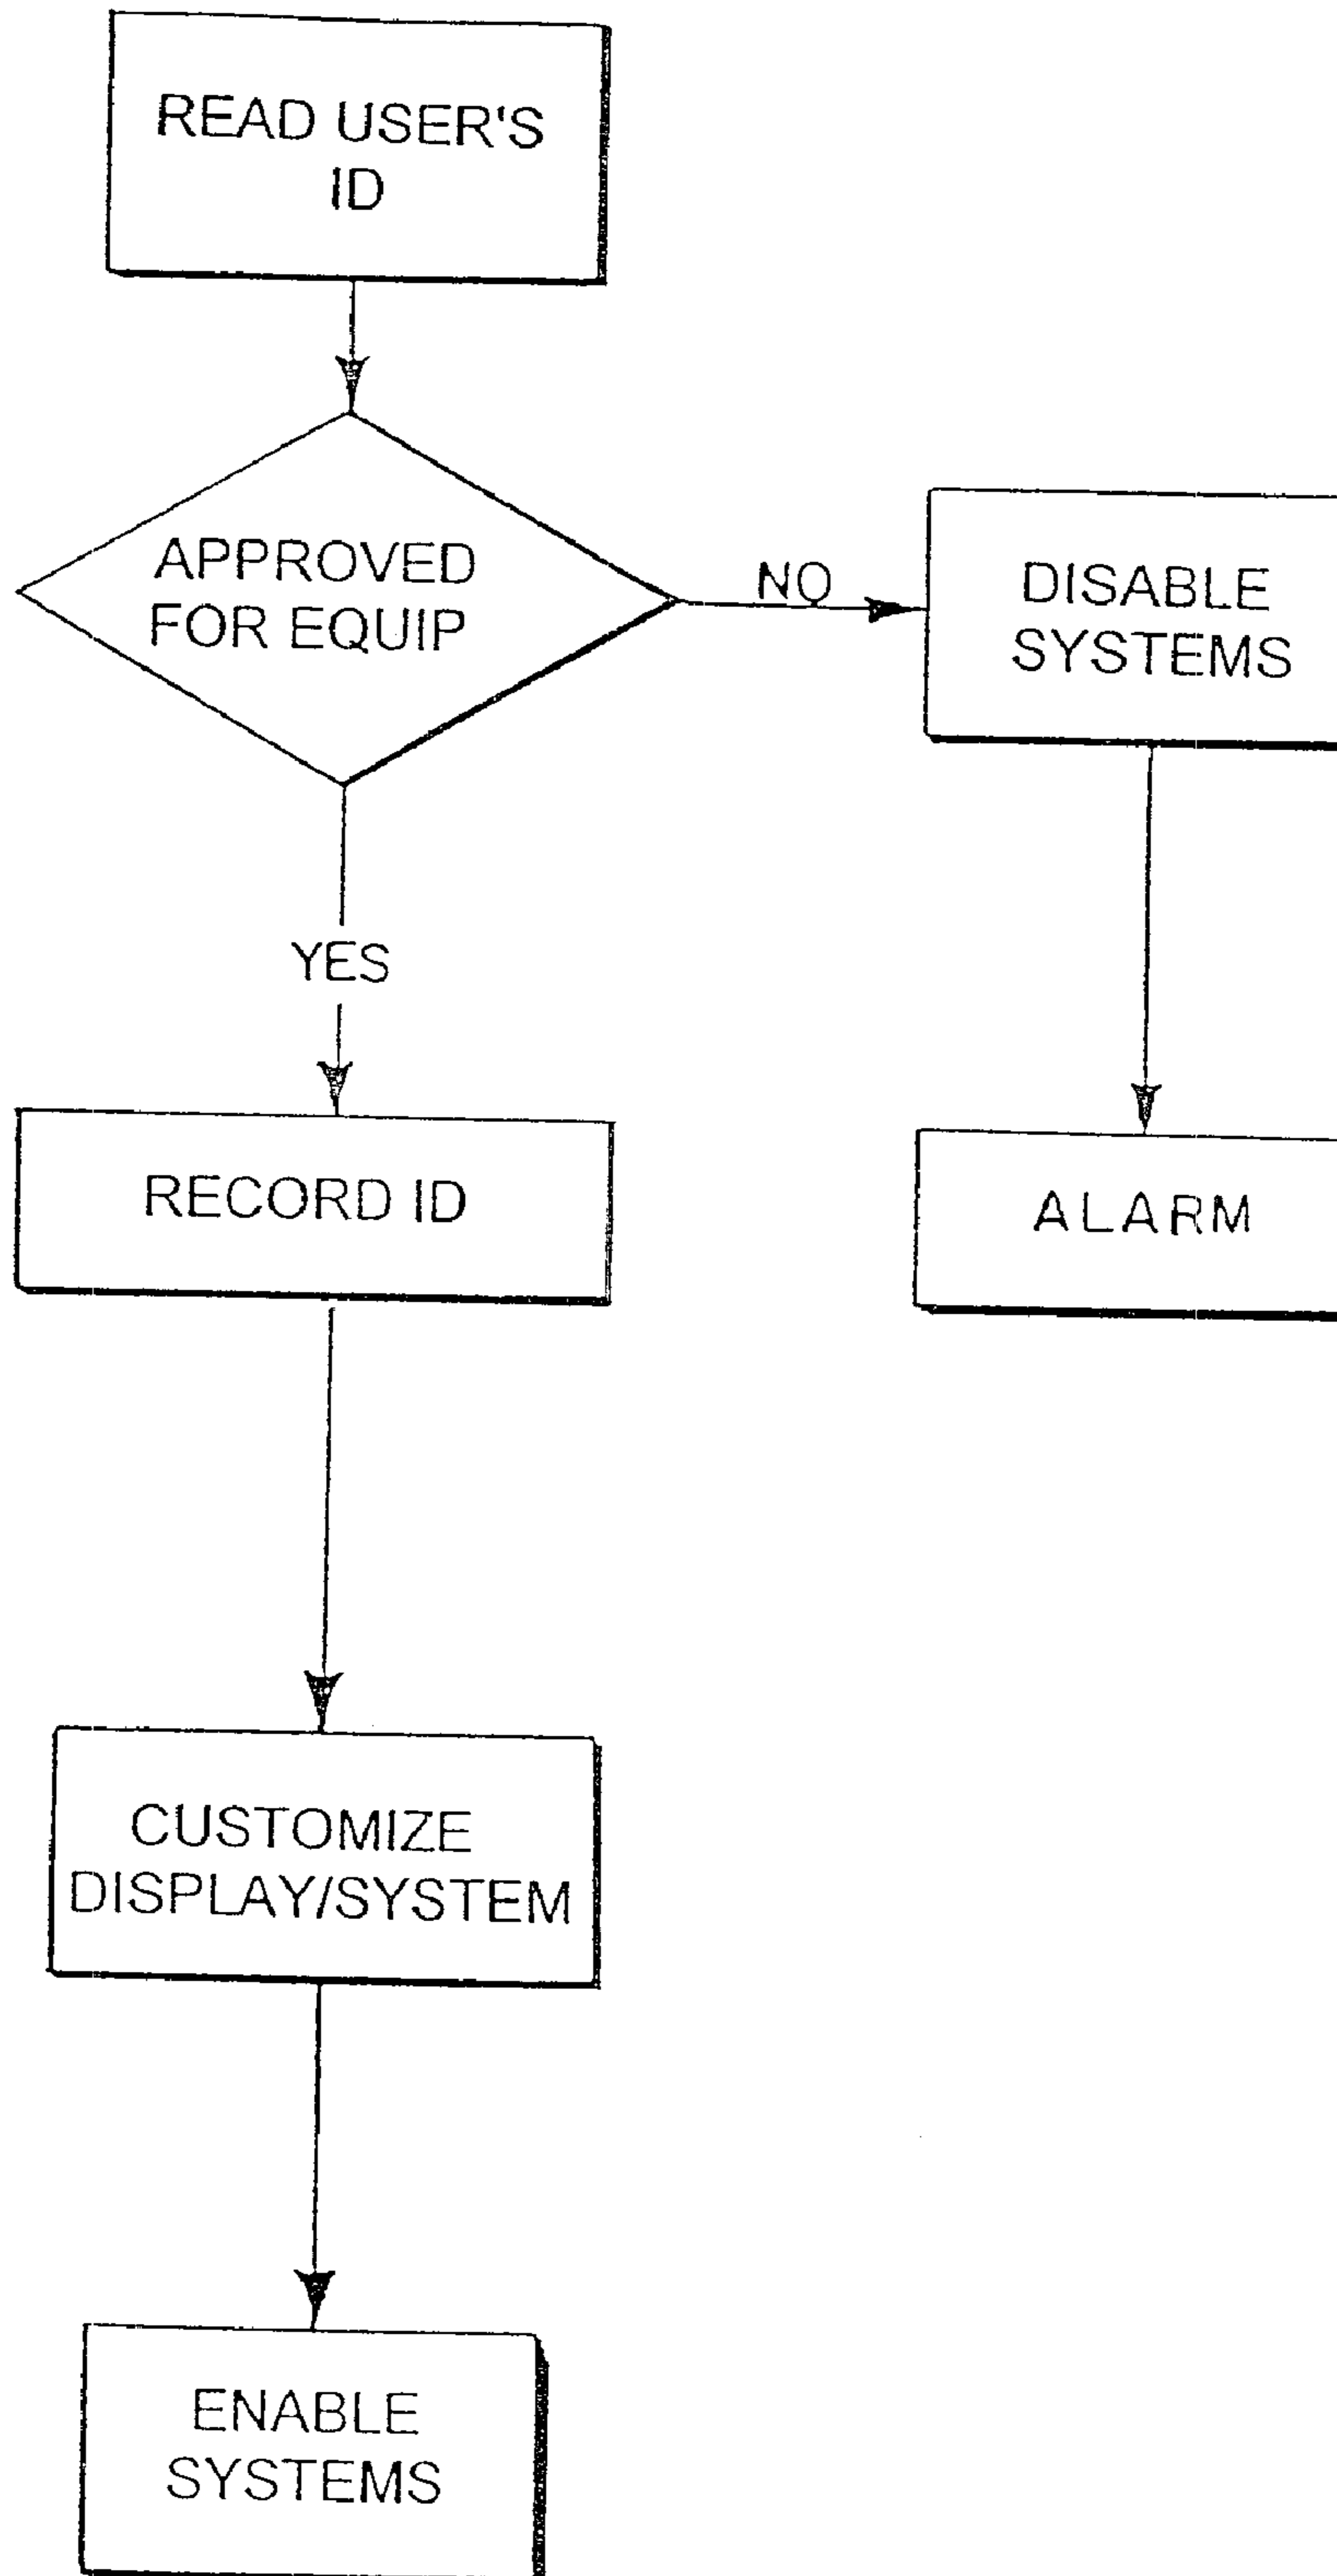 READ USER'S
ID
APPROVED
FOR EQUIP
NO
DISABLE
SYSTEMS
YES
RECORD ID
ALARM
CUSTOMIZE
DISPLAY/SYSTEM
ENABLE
SYSTEMS